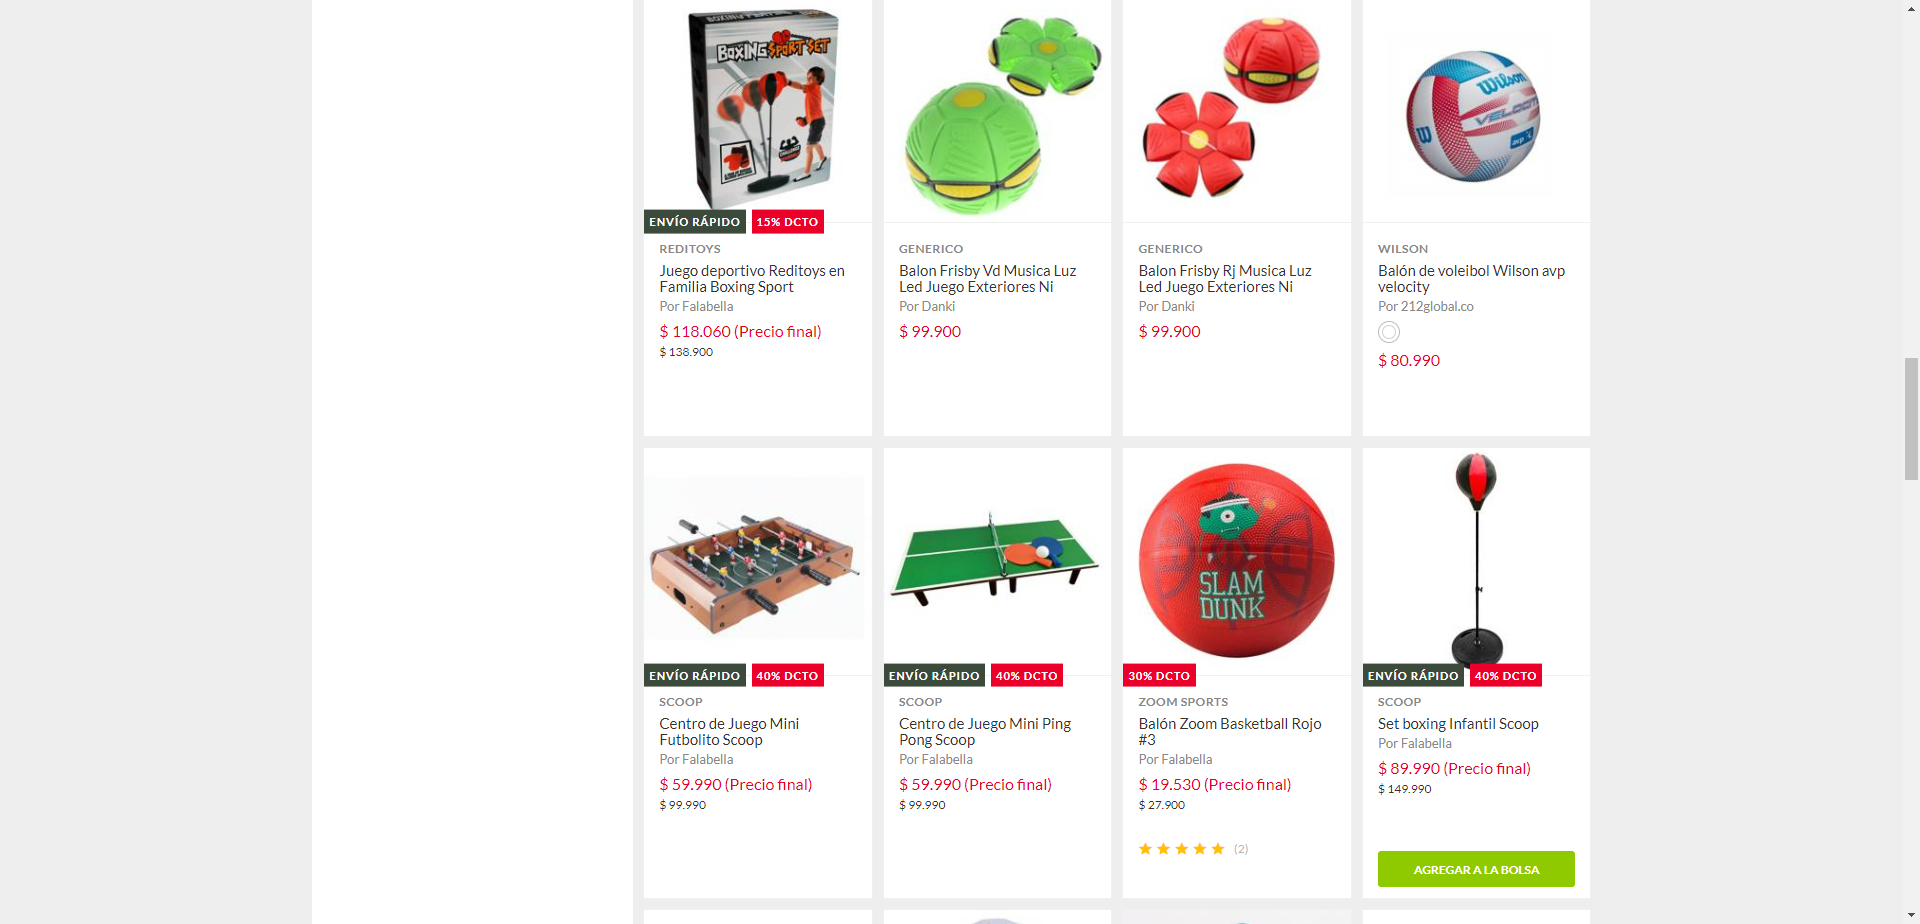 BOXING SPORT SET
Wilson
VELOCITY
W
avp
ENVÍO RÁPIDO 15% DCTO
REDITOYS
Juego deportivo Reditoys en
Familia Boxing Sport
Por Falabella
$ 118.060 (Precio final)
$ 138.900
GENERICO
Balon Frisby Vd Musica Luz
Led Juego Exteriores Ni
Por Danki
$ 99.900
GENERICO
Balon Frisby Rj Musica Luz
Led Juego Exteriores Ni
Por Danki
$ 99.900
WILSON
Balón de voleibol Wilson avp
velocity
Por 212global.co
$ 80.990
ENVÍO RÁPIDO 40% DCTO
SCOOP
Centro de Juego Mini
Futbolito Scoop
Por Falabella
$ 59.990 (Precio final)
$ 99.990
ENVÍO RÁPIDO 40% DCTO
SCOOP
Centro de Juego Mini Ping
Pong Scoop
Por Falabella
$ 59.990 (Precio final)
$ 99.990
SLAM
DUNK
30% DCTO
ZOOM SPORTS
Balón Zoom Basketball Rojo
#3
Por Falabella
$ 19.530 (Precio final)
$ 27.900
(2)
ENVÍO RÁPIDO 40% DCTO
SCOOP
Set boxing Infantil Scoop
Por Falabella
$ 89.990 (Precio final)
$ 149.990
AGREGAR A LA BOLSA